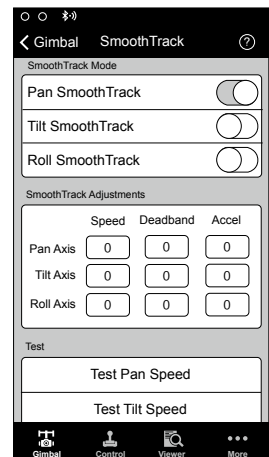 Gimbal SmoothTrack ?
SmoothTrack Mode
Pan SmoothTrack
Tilt SmoothTrack
Roll SmoothTrack
SmoothTrack Adjustments
Speed Deadband Accel
Pan Axis 0 0 0
Tilt Axis 0 0 0
Roll Axis 0 0 0
Test
Test Pan Speed
Test Tilt Speed
Gimbal Control Viewer More